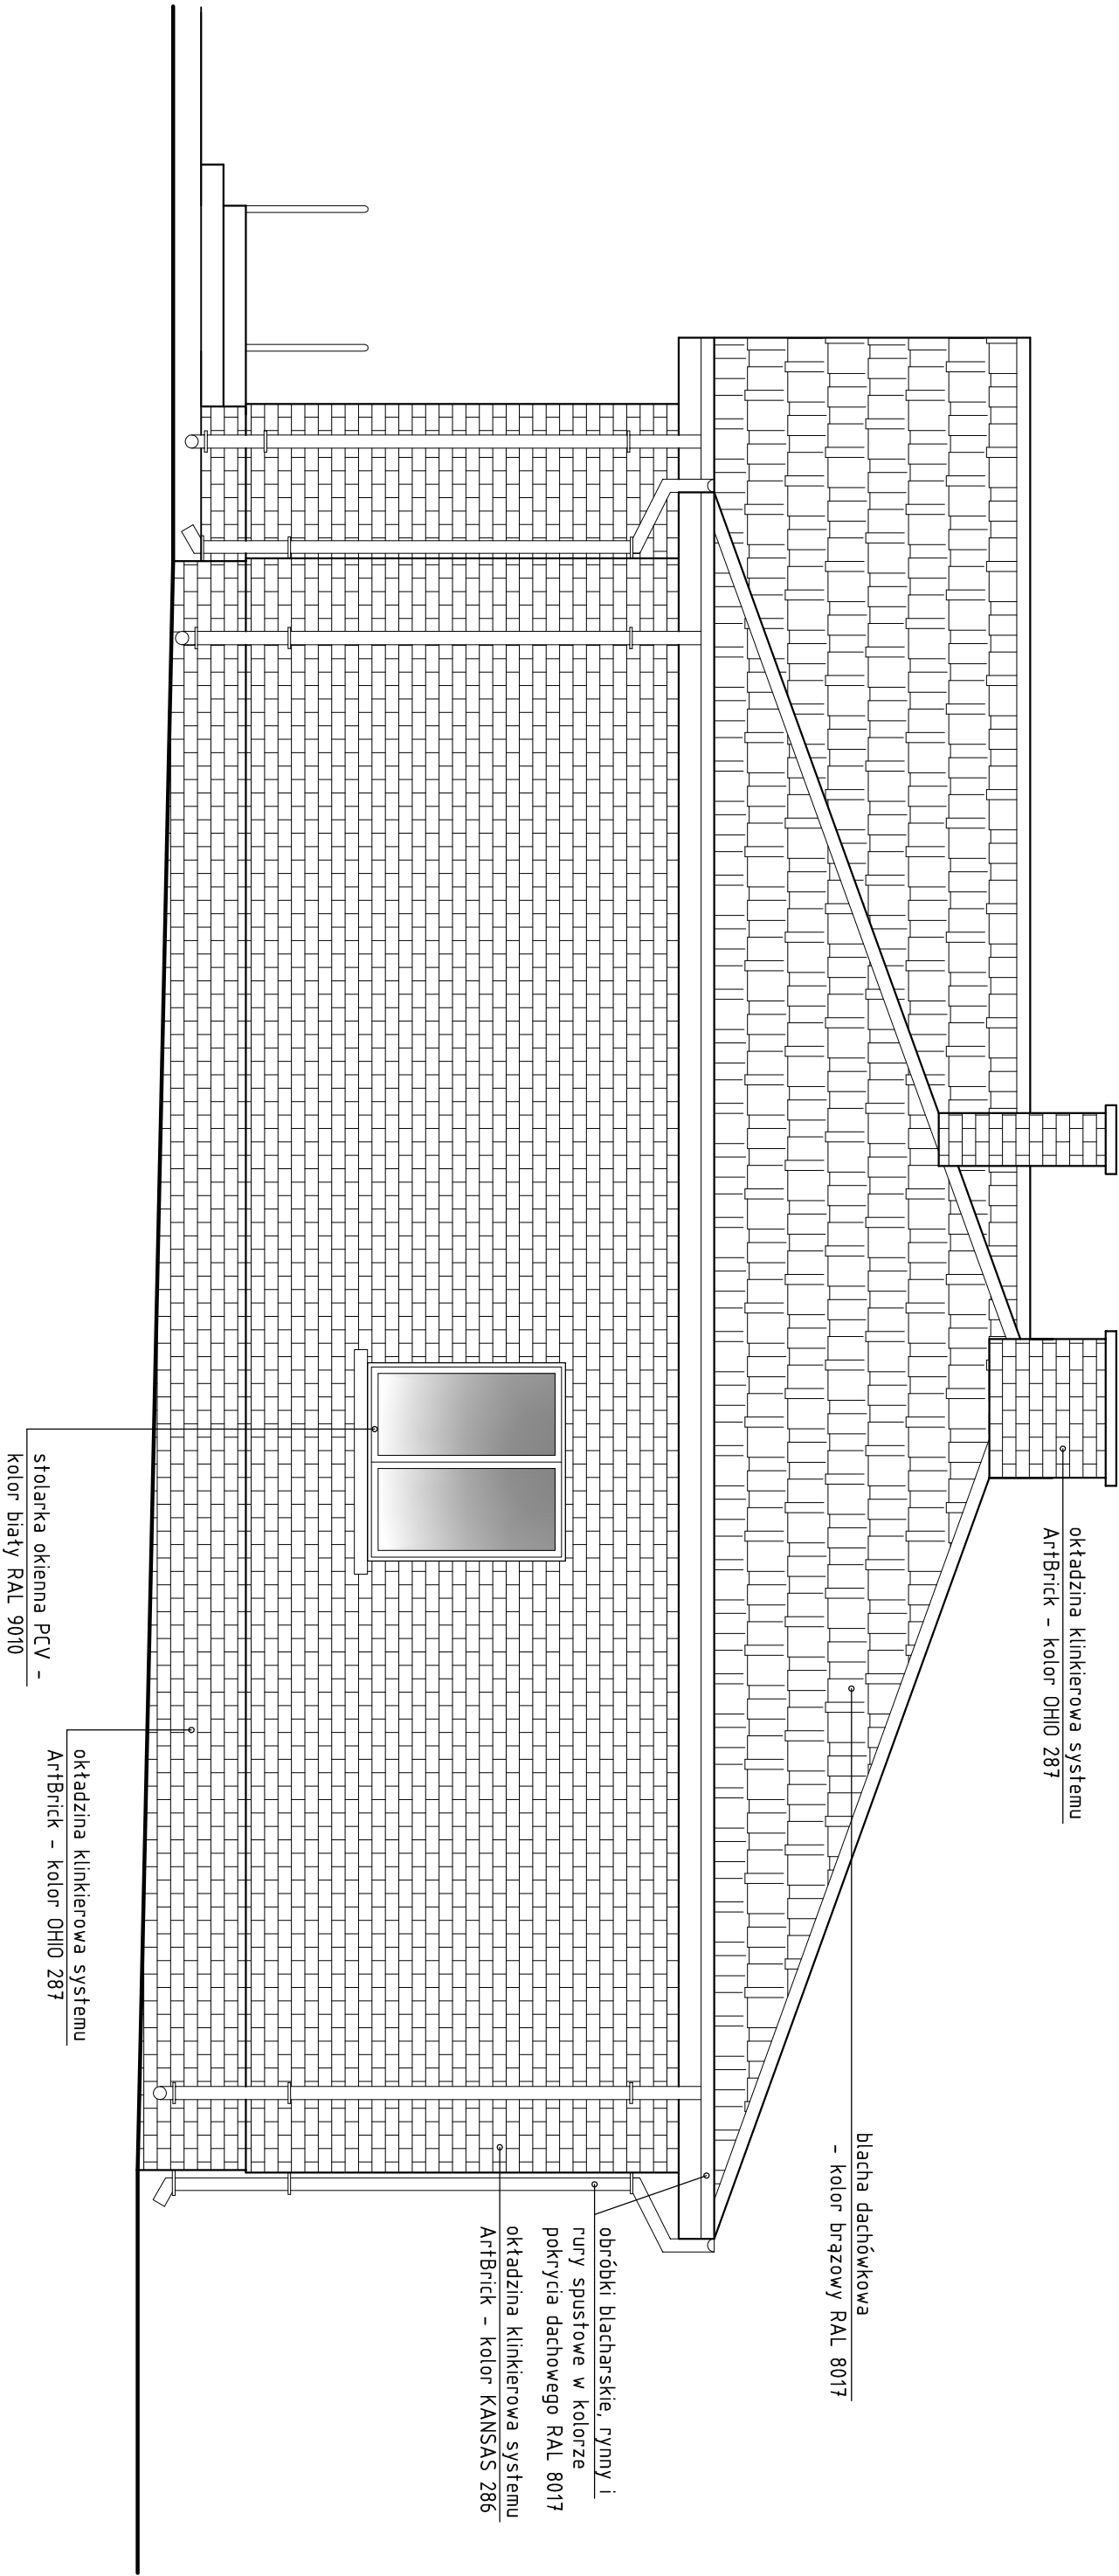 okładzina klinkierowa systemu
ArtBrick - kolor OHIO 287
blacha dachówkowa
- kolor brązowy RAL 8017
obróbki blacharskie, rynny i
rury spustowe w kolorze
pokrycia dachowego RAL 8017
okładzina klinkierowa systemu
ArtBrick - kolor KANSAS 286
stolarka okienna PCV -
kolor biały RAL 9010
okładzina klinkierowa systemu
ArtBrick - kolor OHIO 287